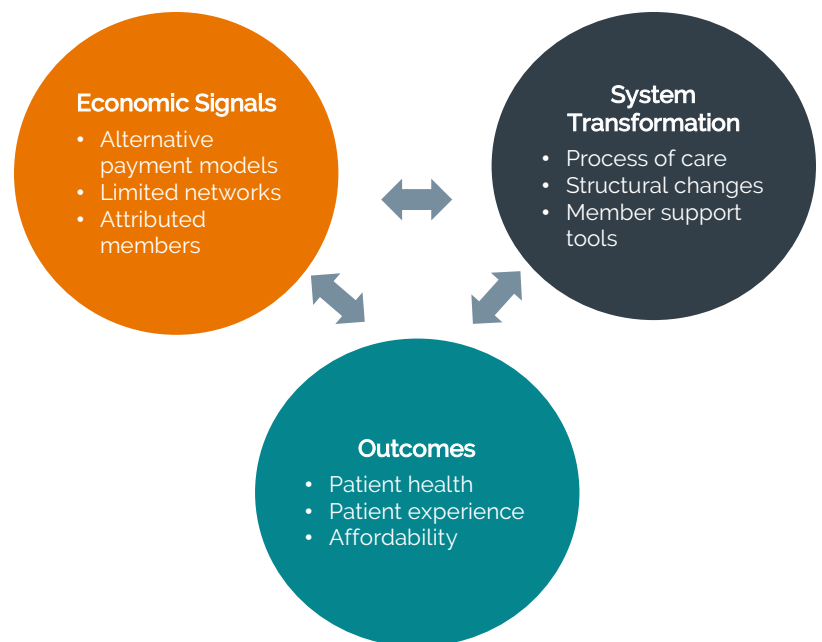 Economic Signals
• Alternative
payment models
• Limited networks
• Attributed
members
System
Transformation
• Process of care
• Structural changes
• Member support
tools
Outcomes
• Patient health
• Patient experience
• Affordability